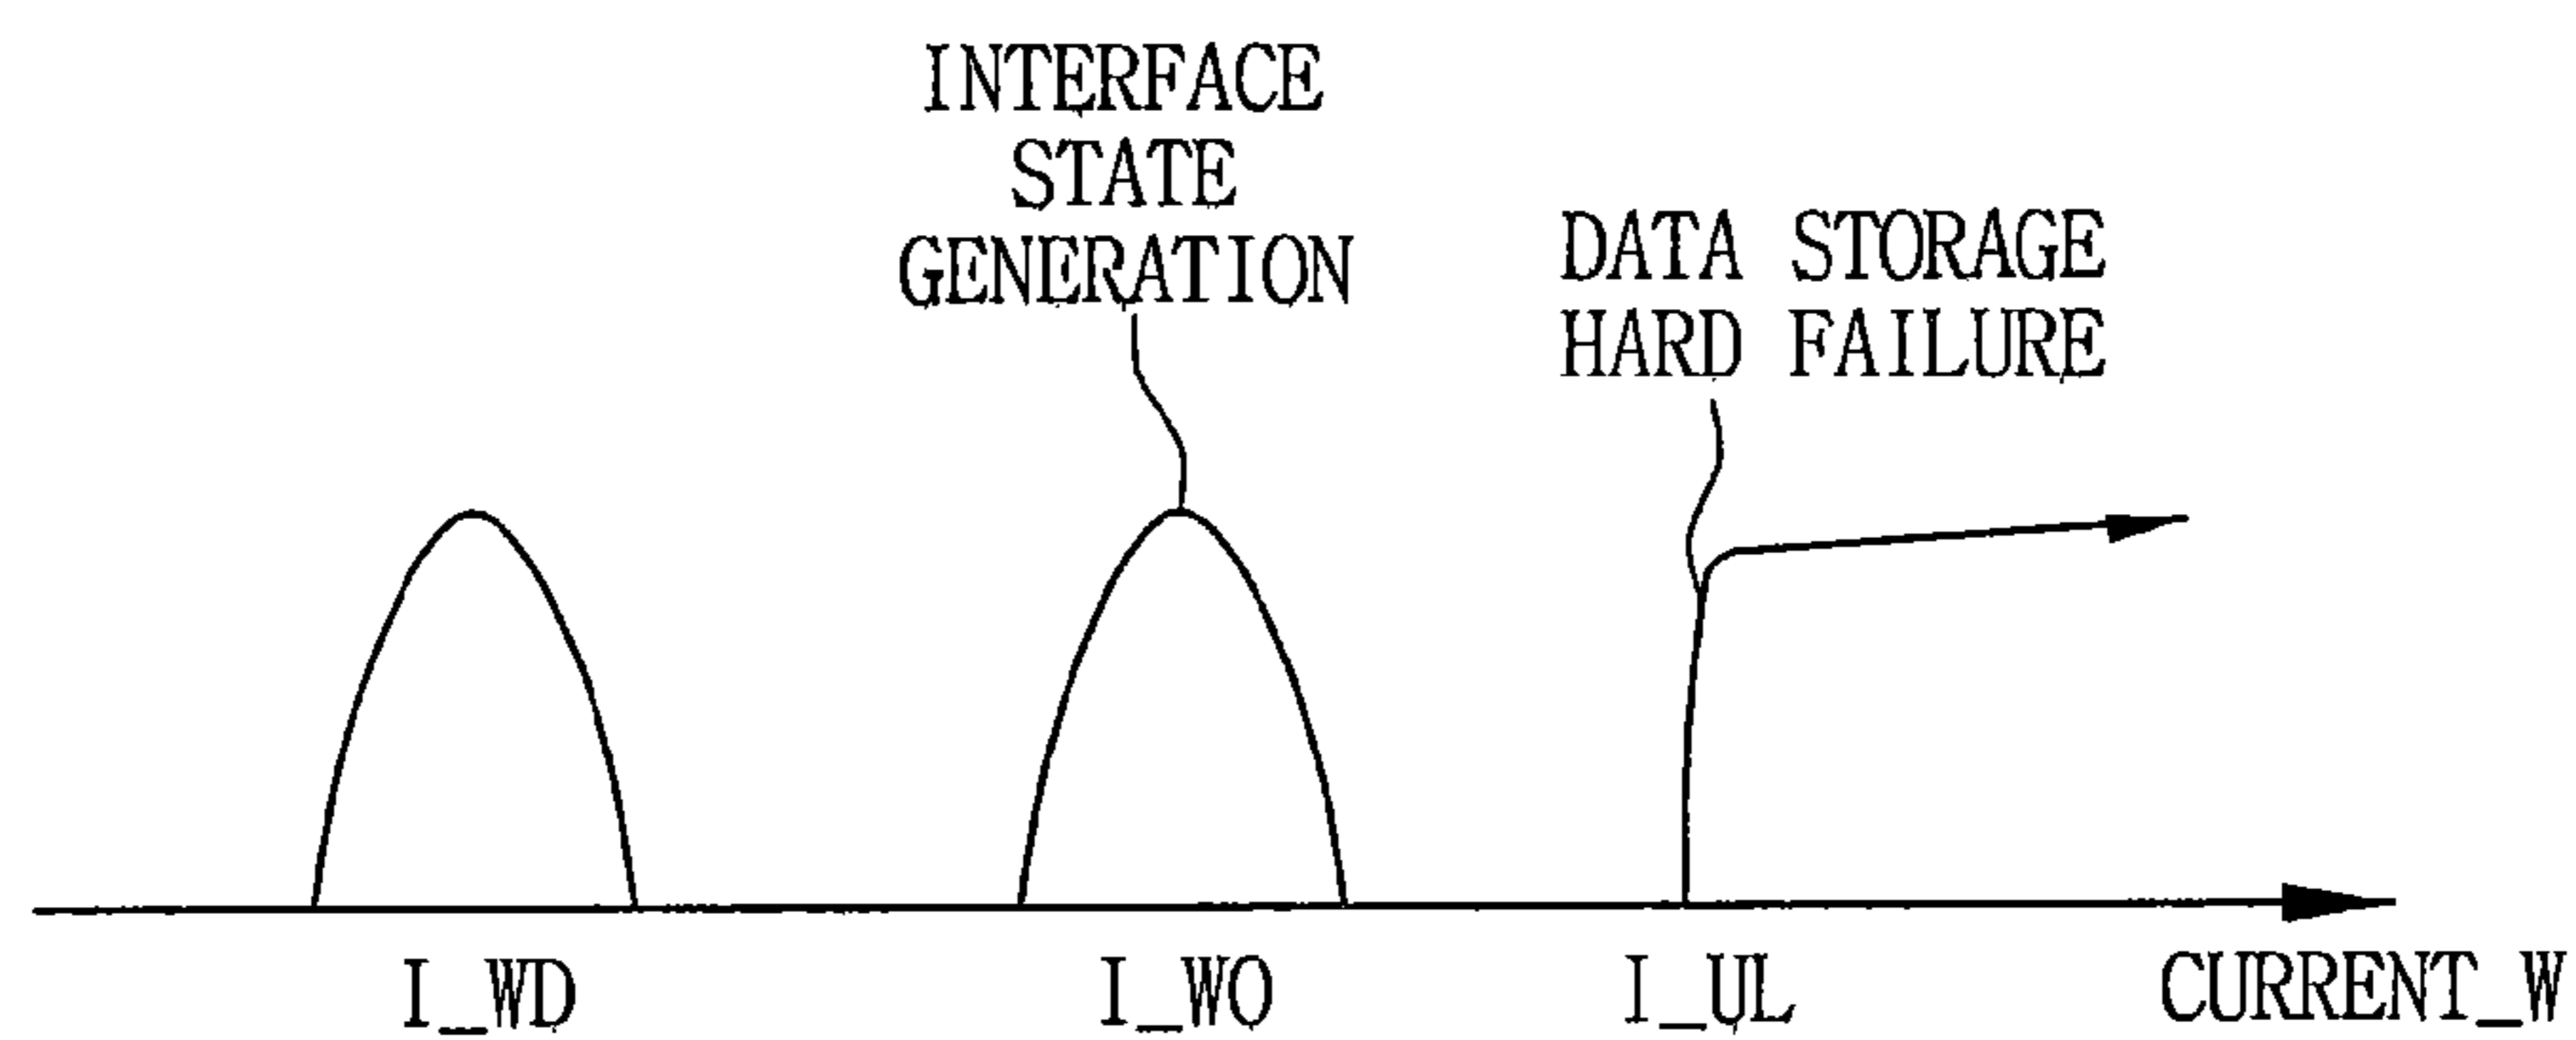 INTERFACE
STATE
GENERATION
DATA STORAGE
HARD FAILURE
I_WD
I_WO
I_UL
CURRENT_W